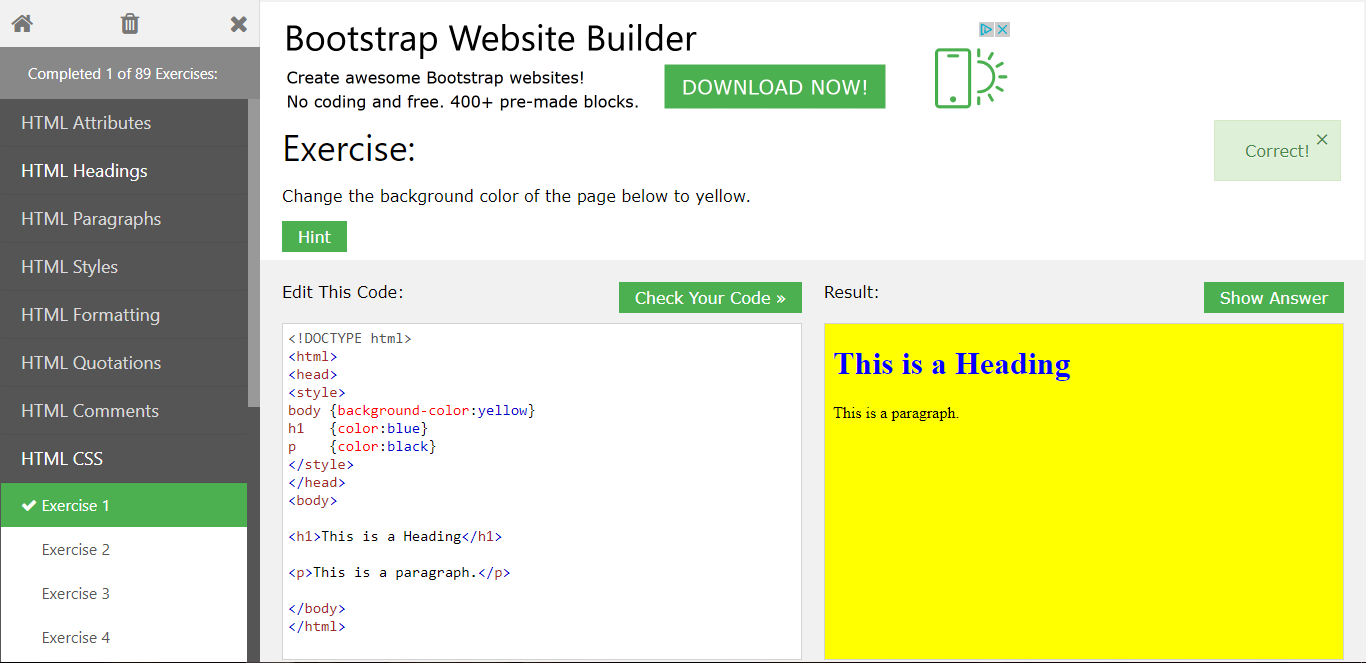 Completed 1 of 89 Exercises:
HTML Attributes
HTML Headings
HTML Paragraphs
HTML Styles
HTML Formatting
HTML Quotations
HTML Comments
HTML CSS
Exercise 1
Exercise 2
Exercise 3
Exercise 4
Bootstrap Website Builder
Create awesome Bootstrap websites!
No coding and free. 400+ pre-made blocks.
DOWNLOAD NOW!
Exercise:
Correct! ×
Change the background color of the page below to yellow.
Hint
Edit This Code:
Check Your Code »
<!DOCTYPE html>
<html>
<head>
<style>
body {background-color:yellow}
h1   {color:blue}
p    {color:black}
</style>
</head>
<body>
<h1>This is a Heading</h1>
<p>This is a paragraph.</p>
</body>
</html>
Result:
Show Answer
This is a Heading
This is a paragraph.